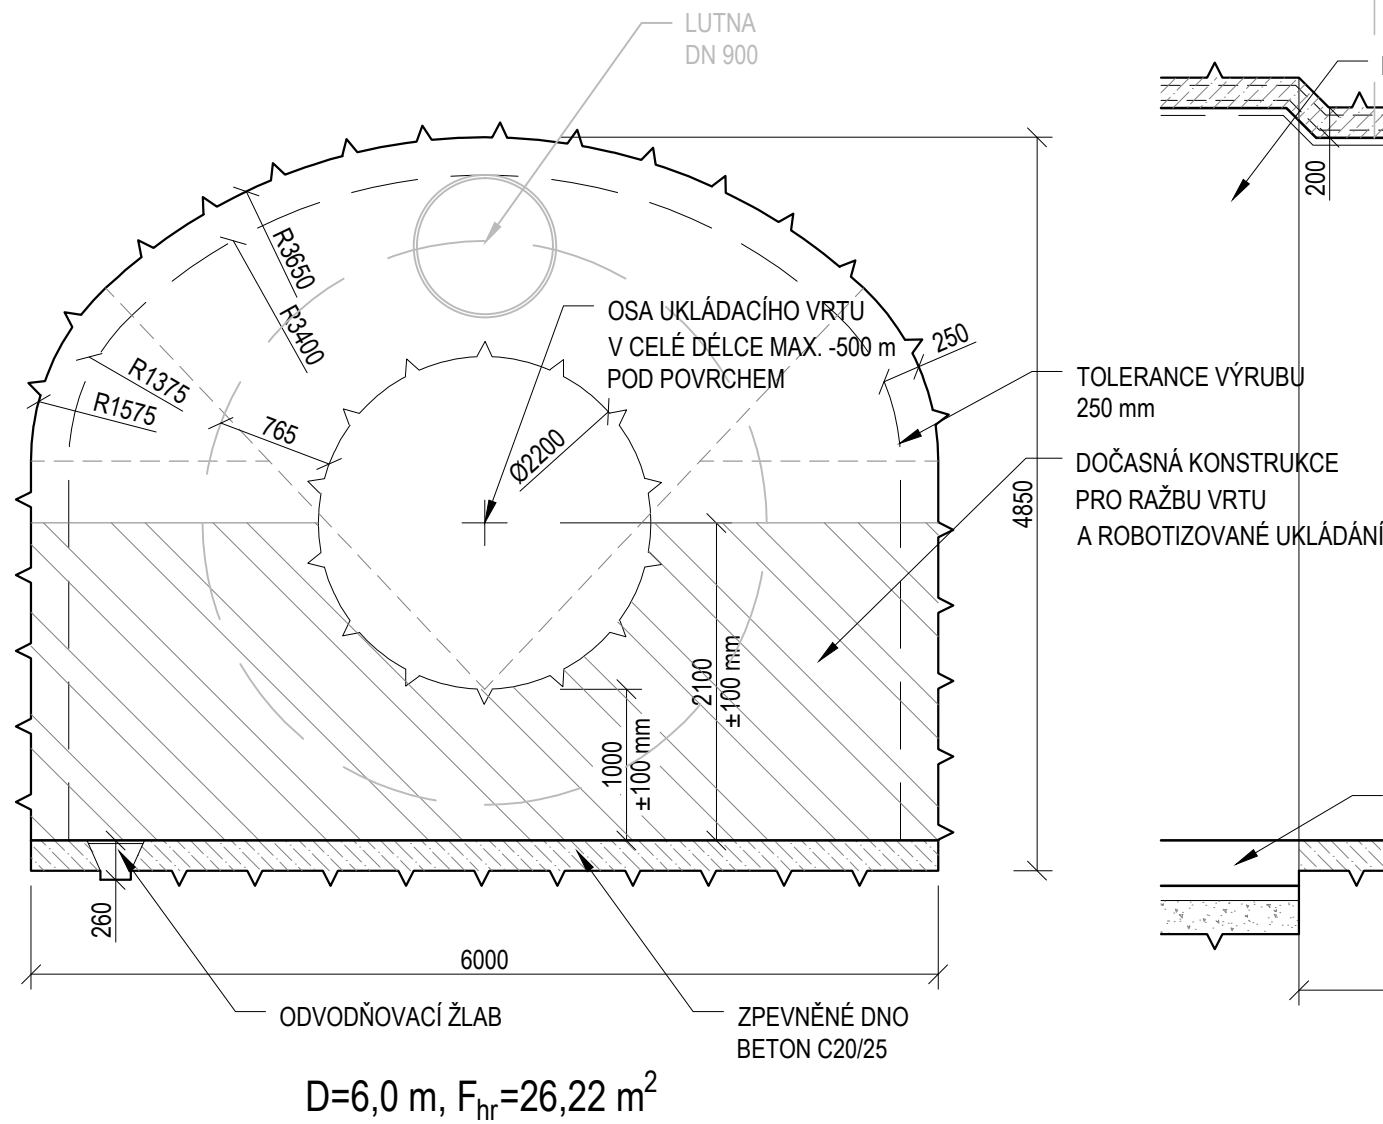 LUTNA
DN 900
200
R3650
R3400
R1375
R1575
765
Ø2200
OSA UKLÁDACÍHO VRTU
V CELÉ DÉLCE MAX. -500 m
POD POVRCHEM
250
TOLERANCE VÝRUBU
250 mm
DOČASNÁ KONSTRUKCE
PRO RAŽBU VRTU
A ROBOTIZOVANÉ UKLÁDÁNÍ
4850
2100
±100 mm
1000
±100 mm
260
6000
ODVODŇOVACÍ ŽLAB
ZPEVNĚNÉ DNO
BETON C20/25
D=6,0 m, Fhr=26,22 m²